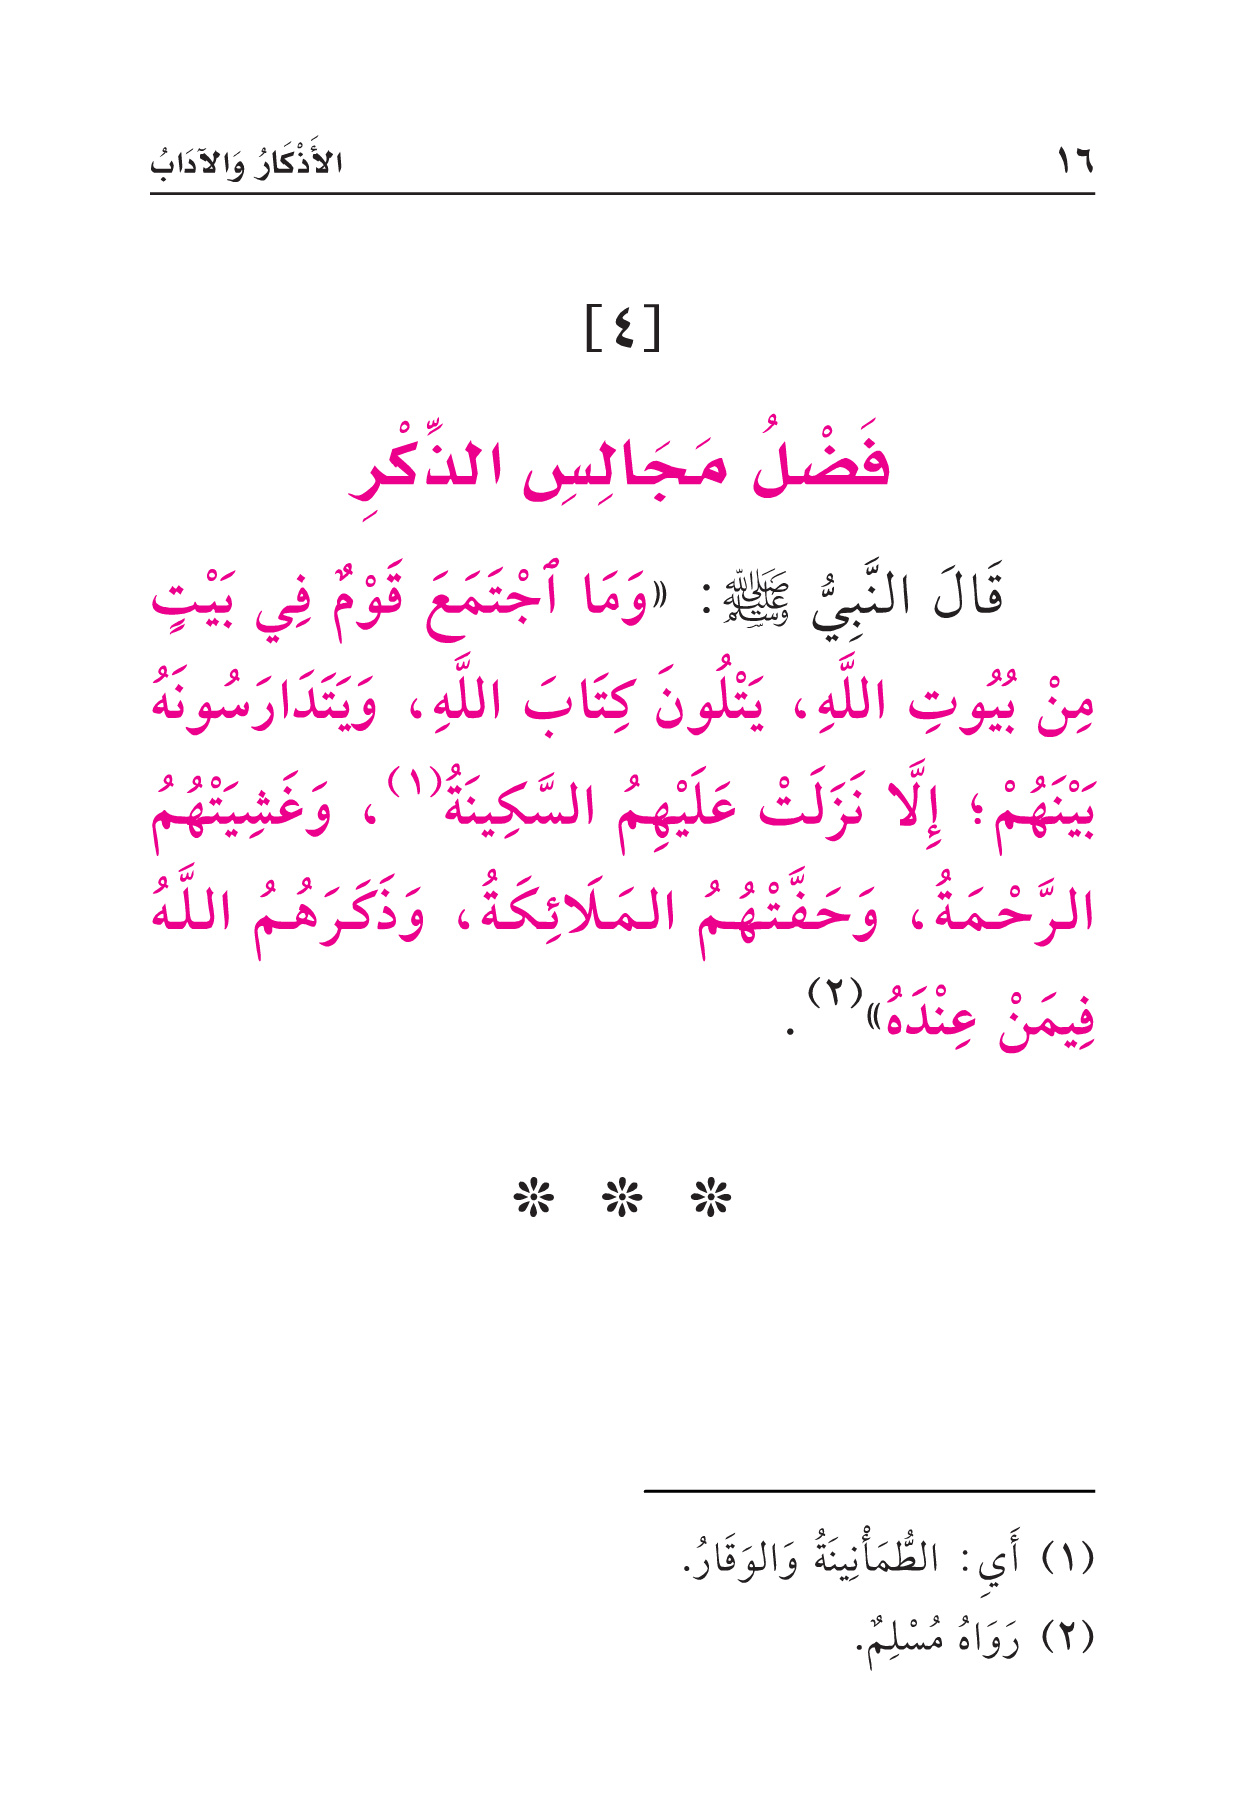 ١٦ الأَذْكَارُ وَالآدَابُ
[٤]
فَضْلُ مَجَالِسِ الذِّكْرِ
قَالَ النَّبِيُّ ﷺ: «وَمَا ٱجْتَمَعَ قَوْمٌ فِي بَيْتٍ
مِنْ بُيُوتِ اللَّهِ، يَتْلُونَ كِتَابَ اللَّهِ، وَيَتَدَارَسُونَهُ
بَيْنَهُمْ؛ إِلَّا نَزَلَتْ عَلَيْهِمُ السَّكِينَةُ(١)، وَغَشِيَتْهُمُ
الرَّحْمَةُ، وَحَفَّتْهُمُ المَلَائِكَةُ، وَذَكَرَهُمُ اللَّهُ
فِيمَنْ عِنْدَهُ»(٢).
(١) أَيِ: الطُّمَأْنِينَةُ وَالوَقَارُ.
(٢) رَوَاهُ مُسْلِمٌ.